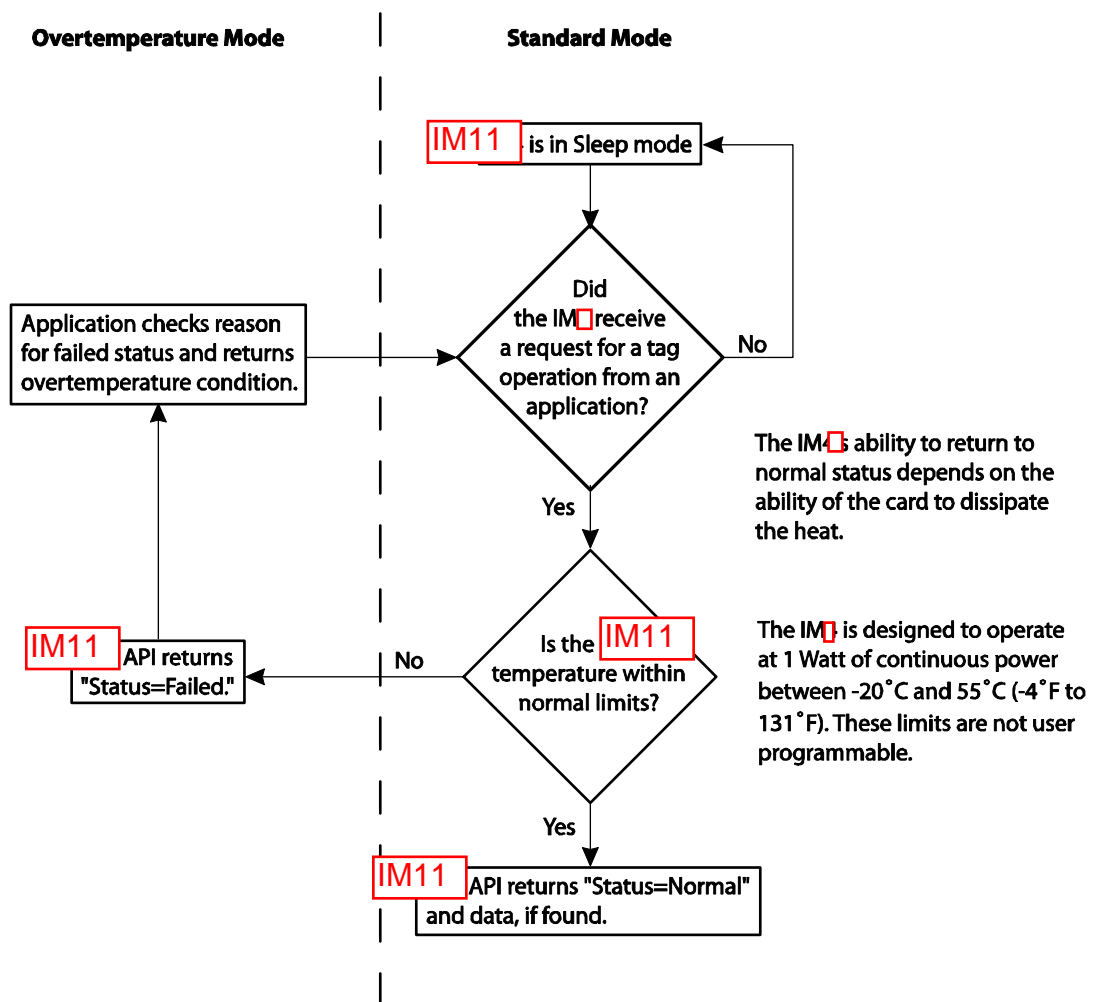 Overtemperature Mode
Standard Mode
IM11 is in Sleep mode
Did
the IM receive
a request for a tag
operation from an
application?
No
Application checks reason
for failed status and returns
overtemperature condition.
The IM4's ability to return to
normal status depends on the
ability of the card to dissipate
the heat.
Yes
IM11
API returns
"Status=Failed."
No
Is the IM11
temperature within
normal limits?
The IM4 is designed to operate
at 1 Watt of continuous power
between -20˚C and 55˚C (-4˚F to
131˚F). These limits are not user
programmable.
Yes
IM11
API returns "Status=Normal"
and data, if found.